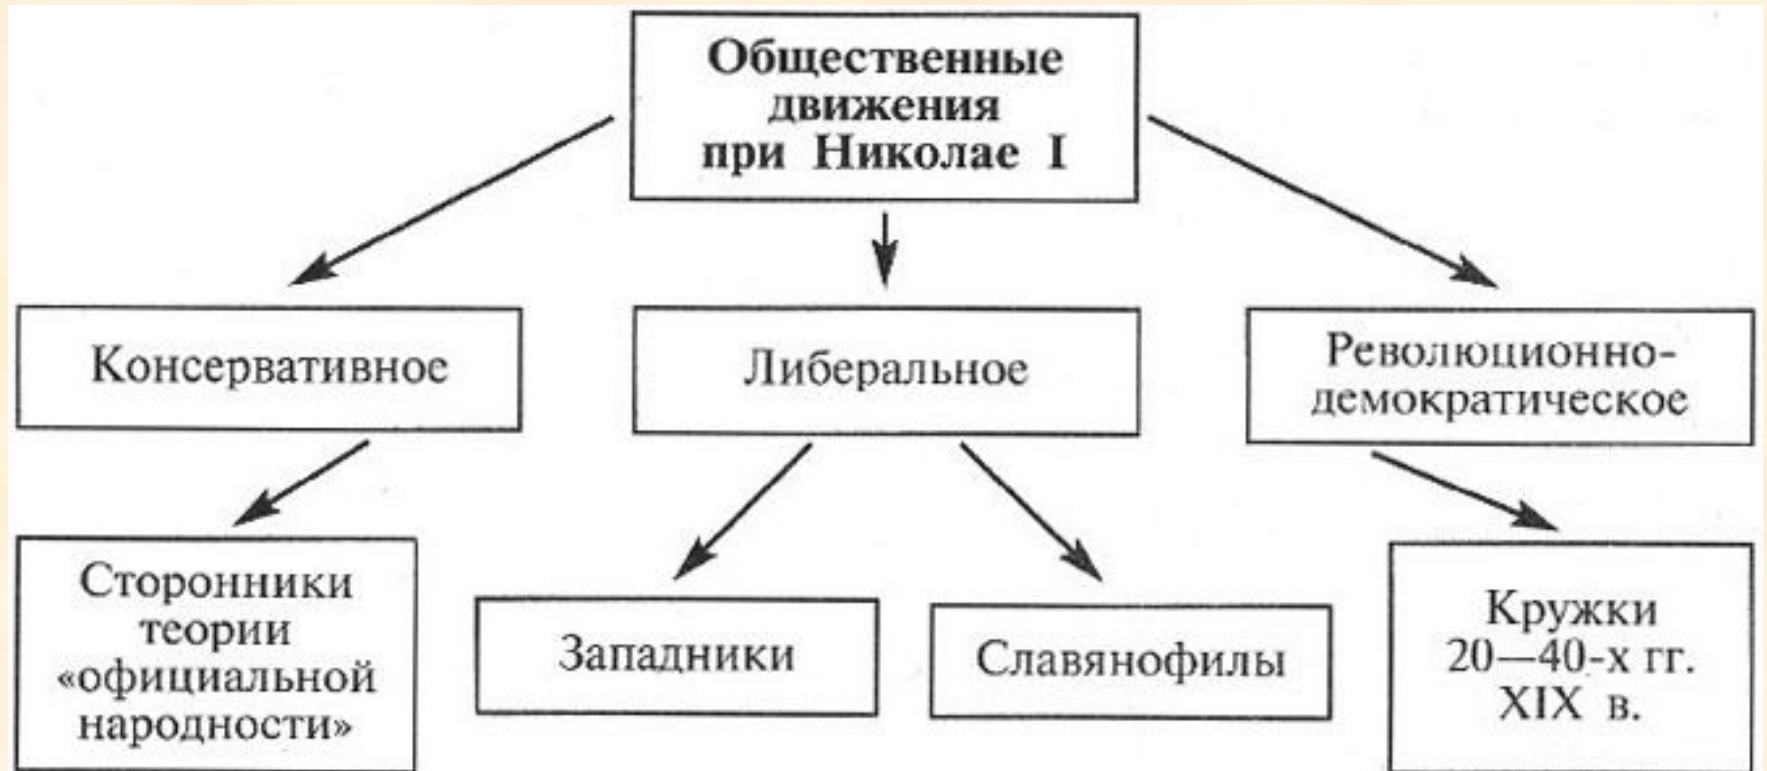 Общественные
движения
при Николае I
Консервативное
Либеральное
Революционно-
демократическое
Сторонники
теории
«официальной
народности»
Западники
Славянофилы
Кружки
20—40-х гг.
XIX в.